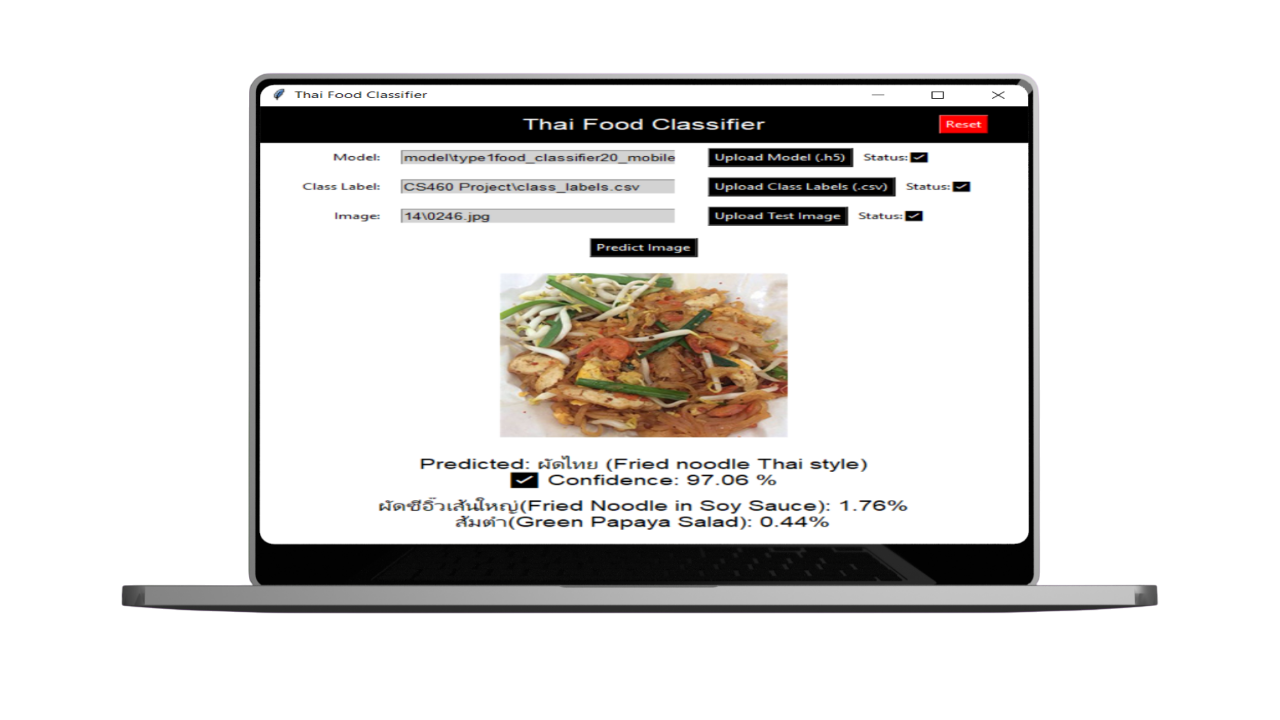 Thai Food Classifier
Thai Food Classifier
Reset
Model: model\type1food_classifier20_mobile Upload Model (.h5) Status:
Class Label: CS460 Project\class_labels.csv Upload Class Labels (.csv) Status:
Image: 14\0246.jpg Upload Test Image Status:
Predict Image
Predicted: ผัดไทย (Fried noodle Thai style)
Confidence: 97.06 %
ผัดซีอิ๊วเส้นใหญ่(Fried Noodle in Soy Sauce): 1.76%
ส้มตำ(Green Papaya Salad): 0.44%